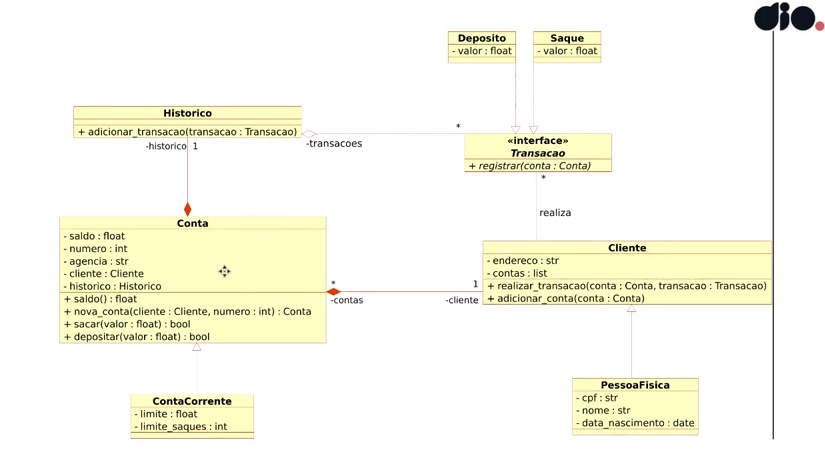 dio.
Deposito
- valor : float
Saque
- valor : float
Historico
+ adicionar_transacao(transacao : Transacao)
-historico 1
-transacoes
*
«interface»
Transacao
+ registrar(conta : Conta)
*
realiza
Conta
- saldo : float
- numero : int
- agencia : str
- cliente : Cliente
- historico : Historico
+ saldo() : float
+ nova_conta(cliente : Cliente, numero : int) : Conta
+ sacar(valor : float) : bool
+ depositar(valor : float) : bool
*
-contas
1
-cliente
Cliente
- endereco : str
- contas : list
+ realizar_transacao(conta : Conta, transacao : Transacao)
+ adicionar_conta(conta : Conta)
ContaCorrente
- limite : float
- limite_saques : int
PessoaFisica
- cpf : str
- nome : str
- data_nascimento : date